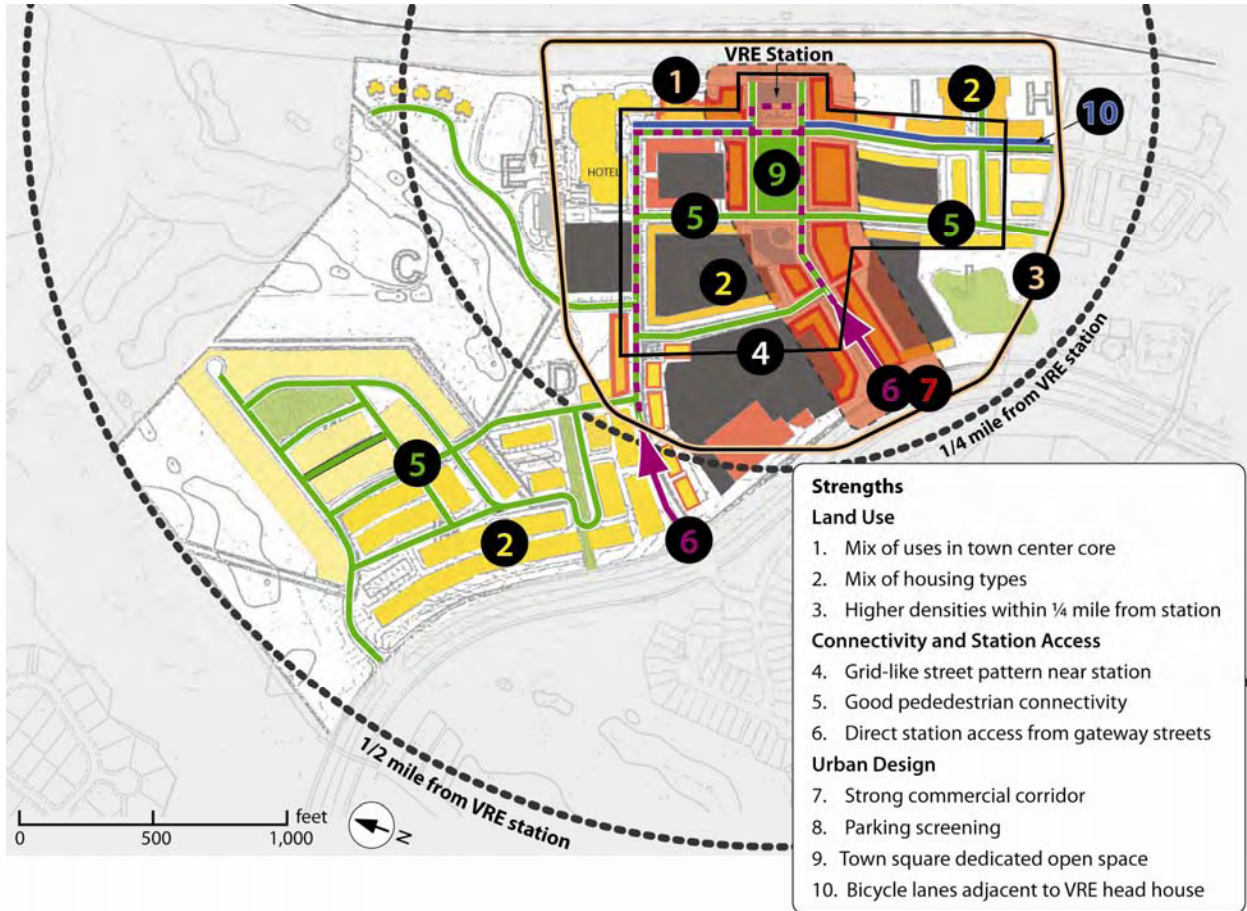 VRE Station
1
2
10
H
E
HOTEL
9
5
5
C
2
3
4
D
6
7
1/4 mile from VRE station
5
2
6
1/2 mile from VRE station
feet
0
500
1,000
N
Strengths
Land Use
1. Mix of uses in town center core
2. Mix of housing types
3. Higher densities within ¼ mile from station
Connectivity and Station Access
4. Grid-like street pattern near station
5. Good pededestrian connectivity
6. Direct station access from gateway streets
Urban Design
7. Strong commercial corridor
8. Parking screening
9. Town square dedicated open space
10. Bicycle lanes adjacent to VRE head house